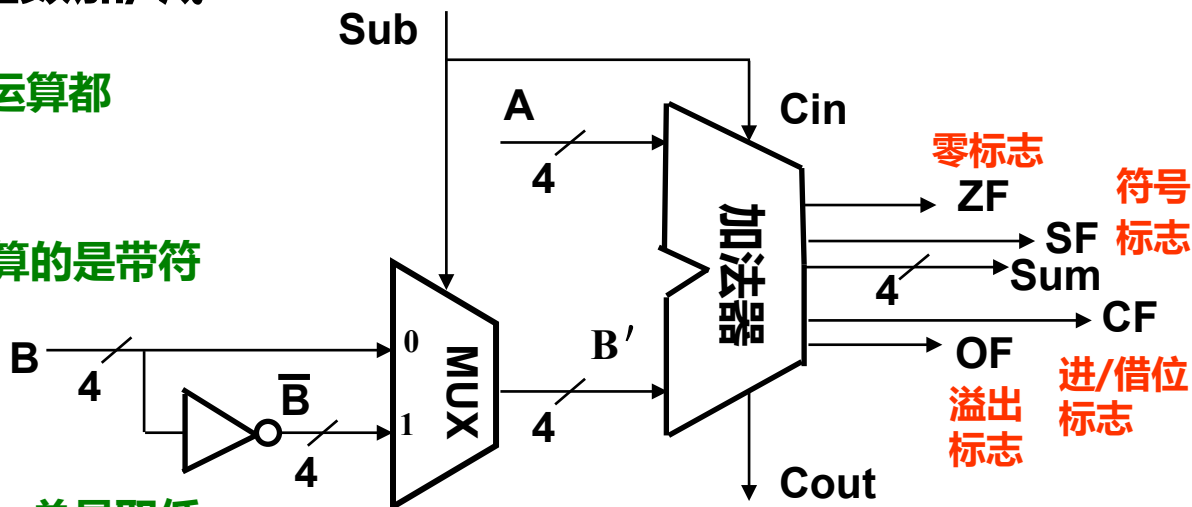 Sub
运算都
A
Cin
4
零标志
ZF
符号
标志
SF
算的是带符
加法器
4
Sum
0
B′
CF
B
4
MUX
OF
进/借位
标志
B̅
1
4
4
溢出
标志
Cout